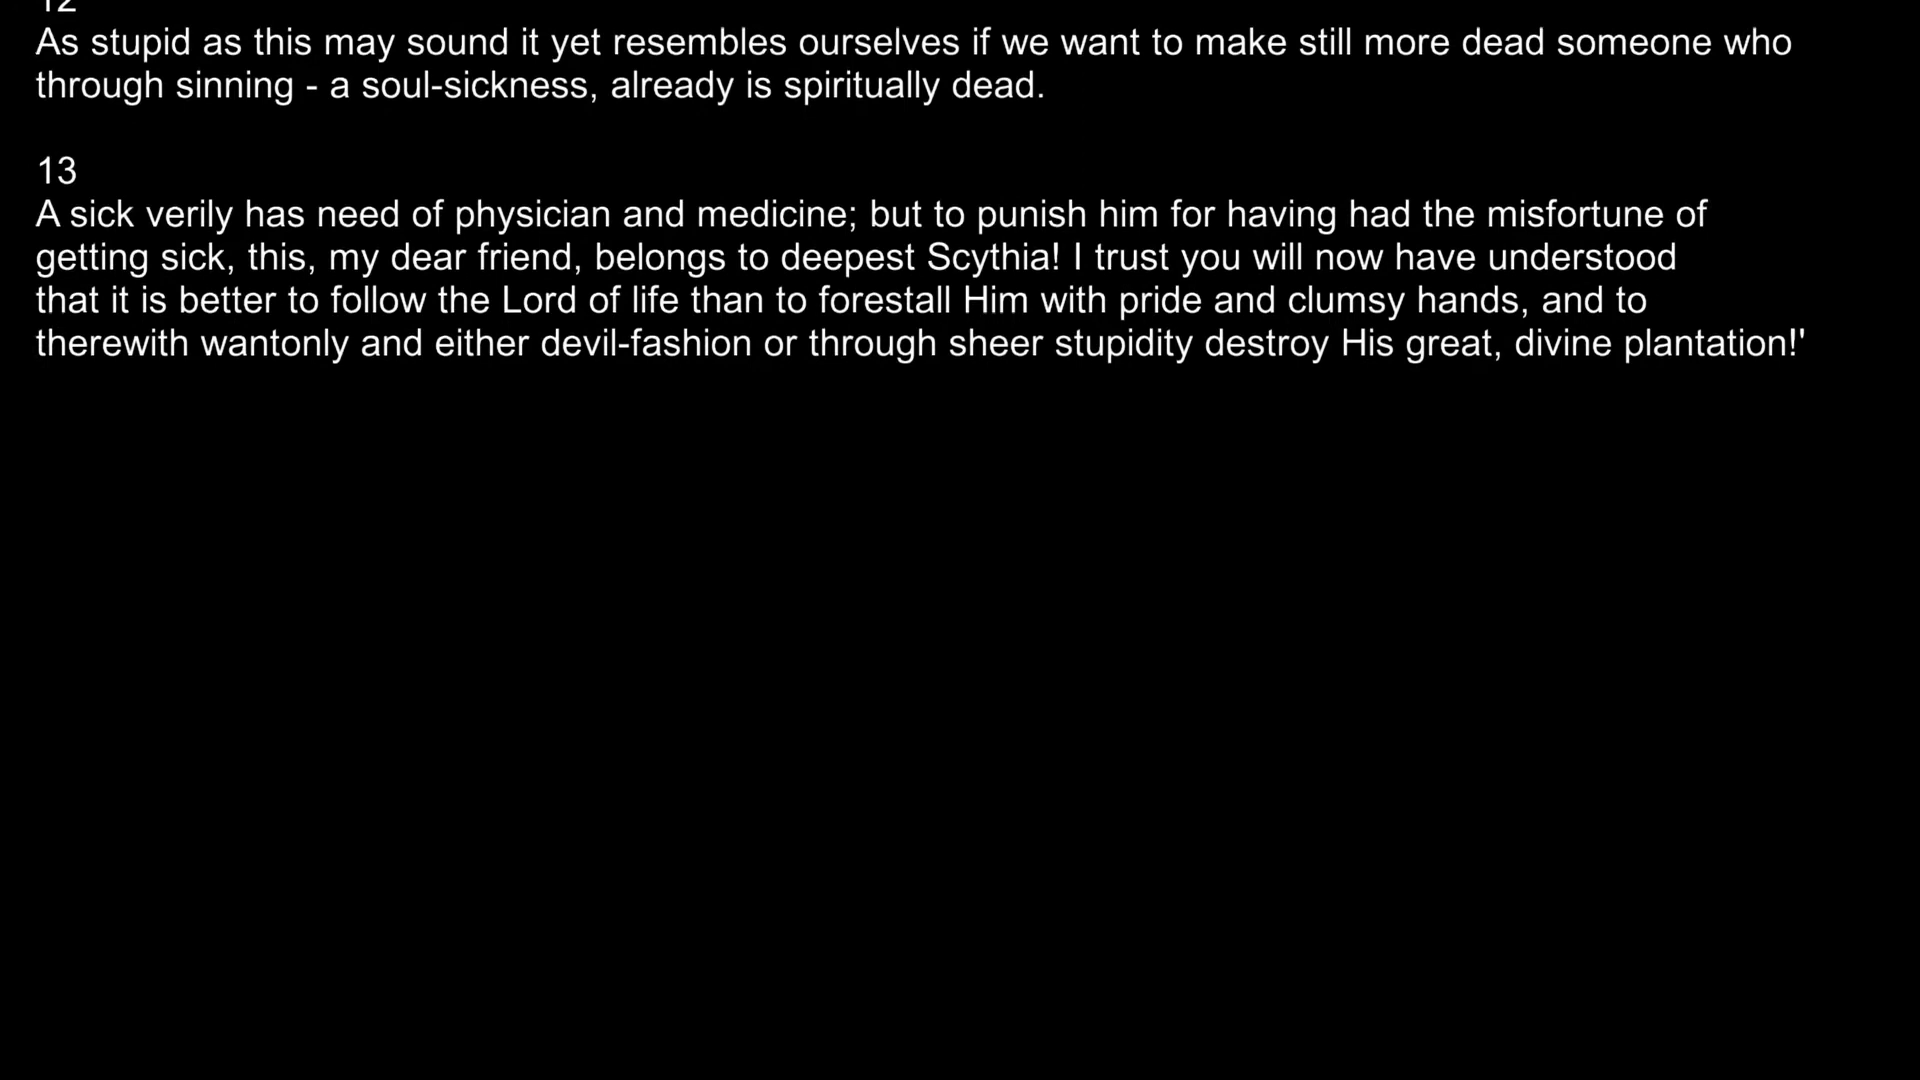 12
As stupid as this may sound it yet resembles ourselves if we want to make still more dead someone who
through sinning - a soul-sickness, already is spiritually dead.
13
A sick verily has need of physician and medicine; but to punish him for having had the misfortune of
getting sick, this, my dear friend, belongs to deepest Scythia! I trust you will now have understood
that it is better to follow the Lord of life than to forestall Him with pride and clumsy hands, and to
therewith wantonly and either devil-fashion or through sheer stupidity destroy His great, divine plantation!'